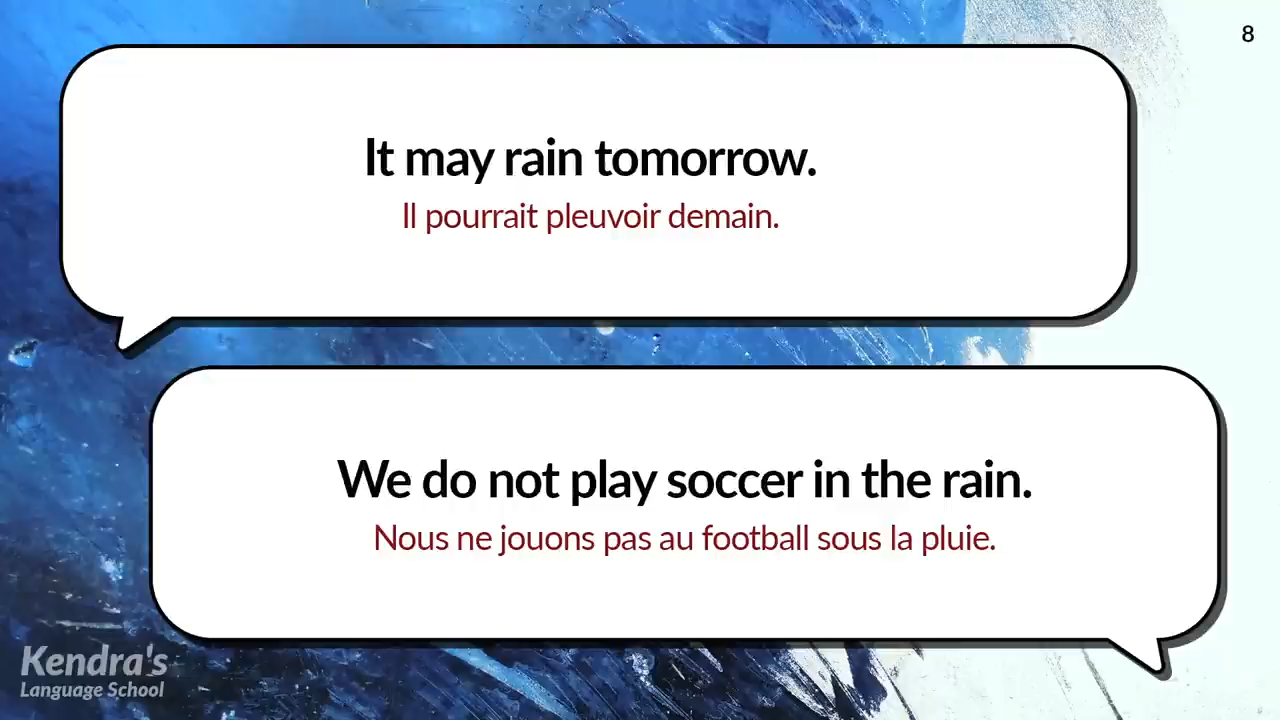 8
It may rain tomorrow.
Il pourrait pleuvoir demain.
We do not play soccer in the rain.
Nous ne jouons pas au football sous la pluie.
Kendra's
Language School